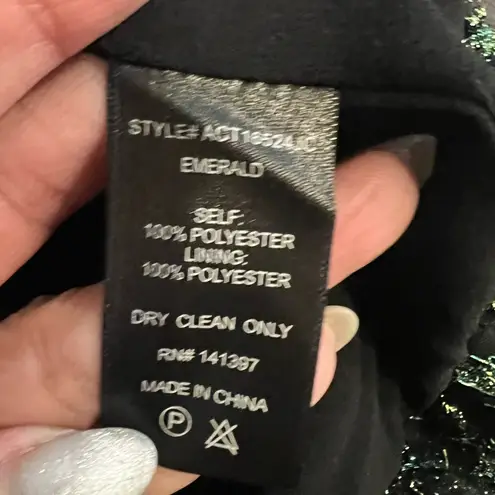 STYLE# ACT16524JC
EMERALD
SELF:
100% POLYESTER
LINING:
100% POLYESTER
DRY CLEAN ONLY
RN# 141397
MADE IN CHINA
P